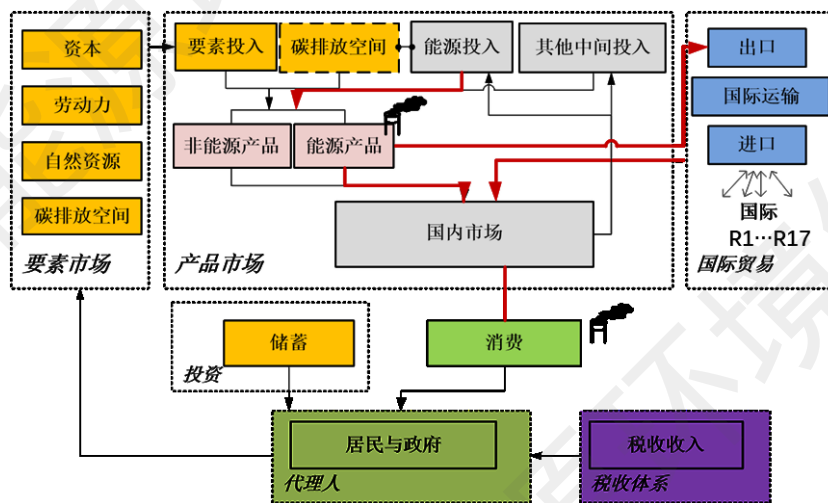 资本
劳动力
自然资源
碳排放空间
要素市场
要素投入
碳排放空间
能源投入
其他中间投入
非能源产品
能源产品
国内市场
产品市场
出口
国际运输
进口
国际
R1…R17
国际贸易
储蓄
投资
消费
居民与政府
代理人
税收收入
税收体系